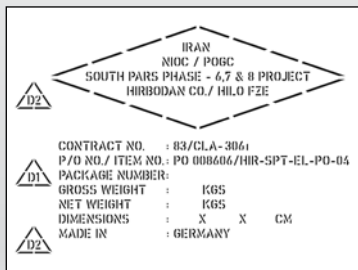 IRAN
NIOC / POGC
SOUTH PARS PHASE - 6,7 & 8 PROJECT
HIRBODAN CO./ HILO FZE
D2
CONTRACT NO. : 83/CLA-3061
P/O NO./ ITEM NO.: PO 008606/HIR-SPT-EL-PO-04
D1
PACKAGE NUMBER:
GROSS WEIGHT : KGS
NET WEIGHT : KGS
DIMENSIONS : X X CM
D2
MADE IN : GERMANY